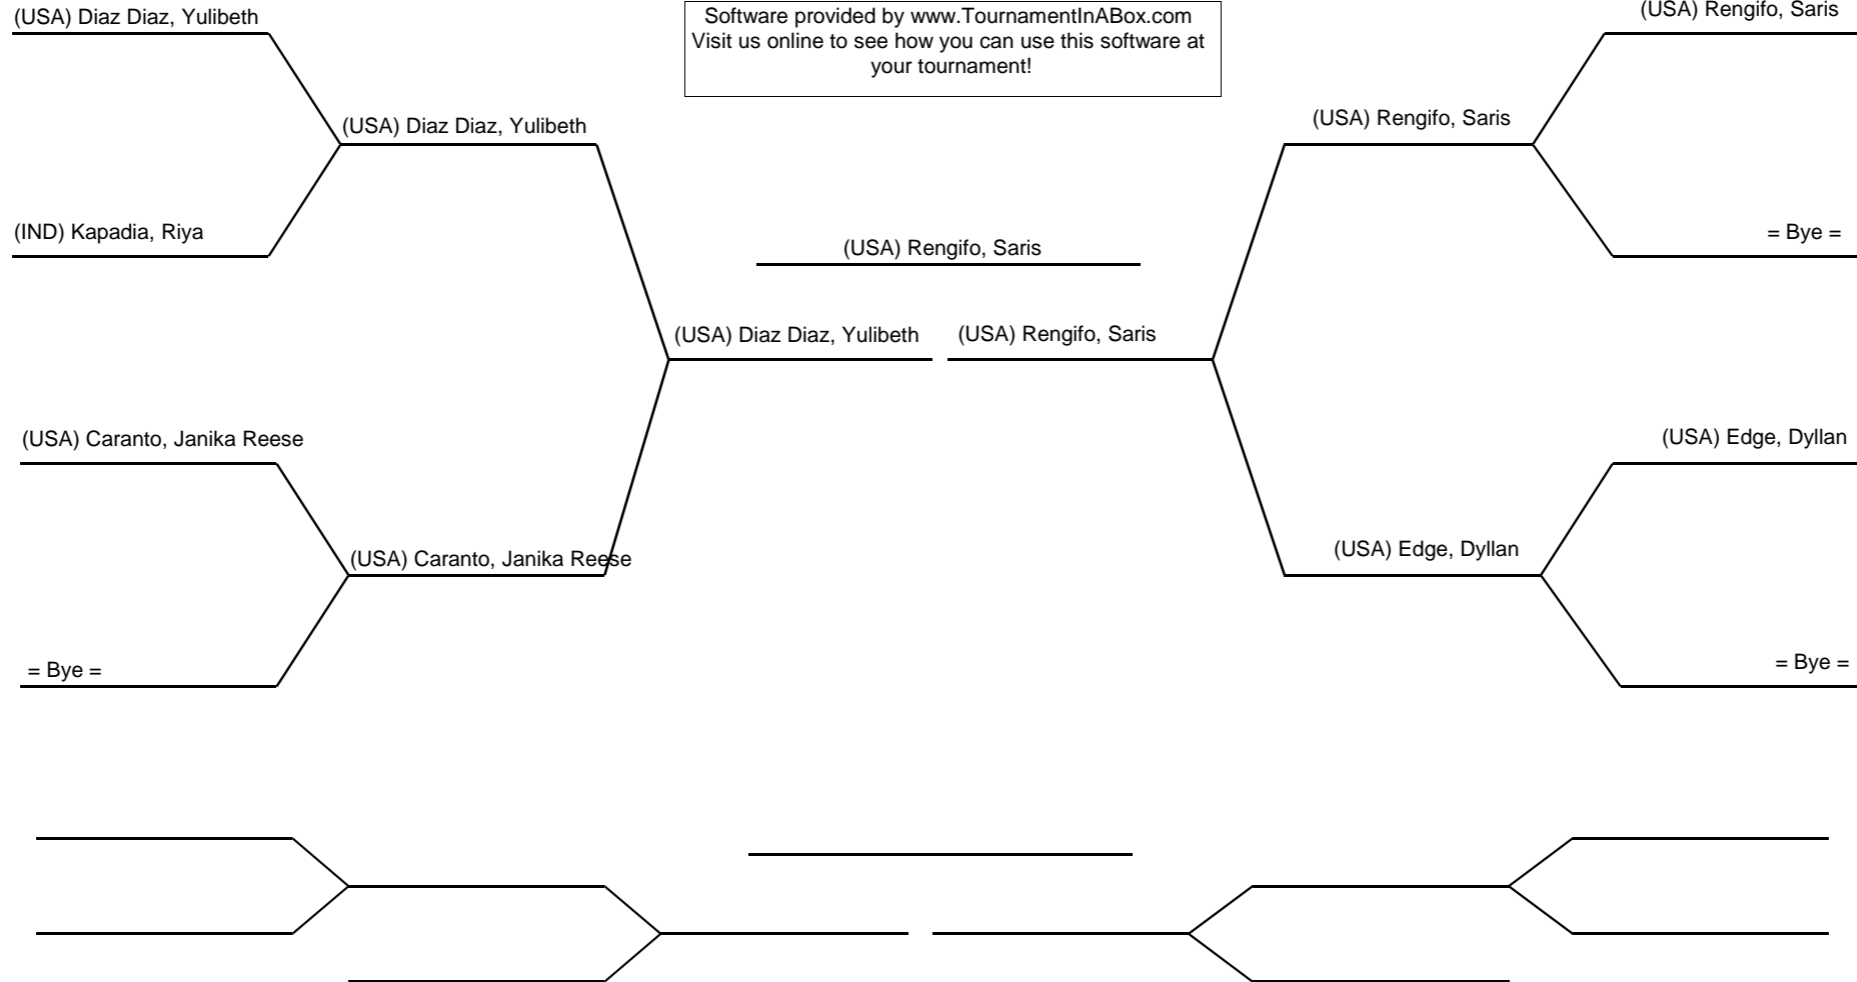 (USA) Diaz Diaz, Yulibeth
Software provided by www.TournamentInABox.com
Visit us online to see how you can use this software at
your tournament!
(USA) Rengifo, Saris
(USA) Diaz Diaz, Yulibeth
(USA) Rengifo, Saris
(IND) Kapadia, Riya
(USA) Rengifo, Saris
= Bye =
(USA) Diaz Diaz, Yulibeth
(USA) Rengifo, Saris
(USA) Caranto, Janika Reese
(USA) Edge, Dyllan
(USA) Caranto, Janika Reese
(USA) Edge, Dyllan
= Bye =
= Bye =